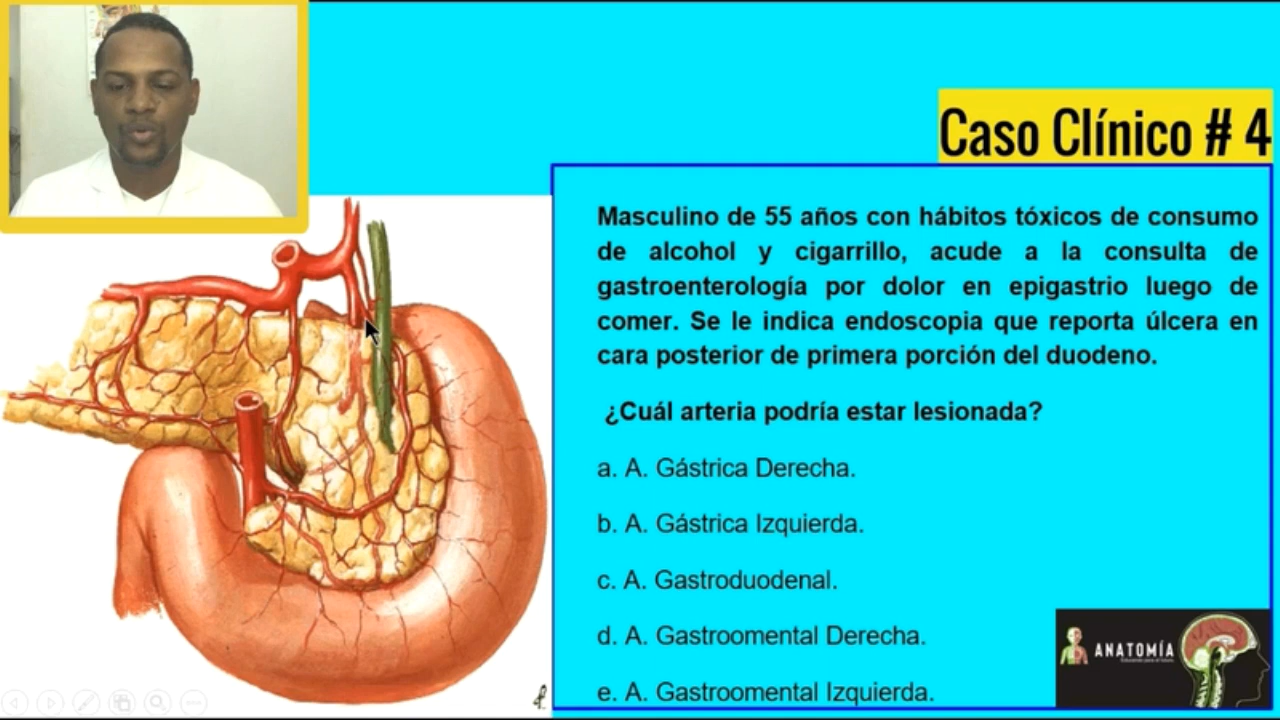 Caso Clínico # 4
Masculino de 55 años con hábitos tóxicos de consumo
de alcohol y cigarrillo, acude a la consulta de
gastroenterología por dolor en epigastrio luego de
comer. Se le indica endoscopia que reporta úlcera en
cara posterior de primera porción del duodeno.
¿Cuál arteria podría estar lesionada?
a. A. Gástrica Derecha.
b. A. Gástrica Izquierda.
c. A. Gastroduodenal.
d. A. Gastroomental Derecha.
e. A. Gastroomental Izquierda.
ANATOMÍA